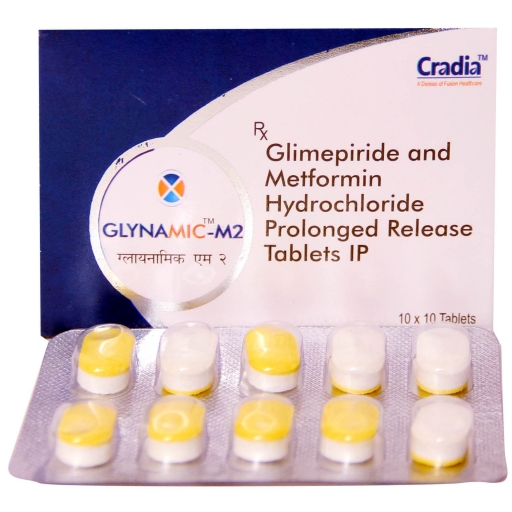 Cradia™
A Division of Fusion Healthcare
Rx
Glimepiride and
Metformin
Hydrochloride
Prolonged Release
Tablets IP
GLYNAMIC™-M2
ग्लायनामिक एम २
10 x 10 Tablets